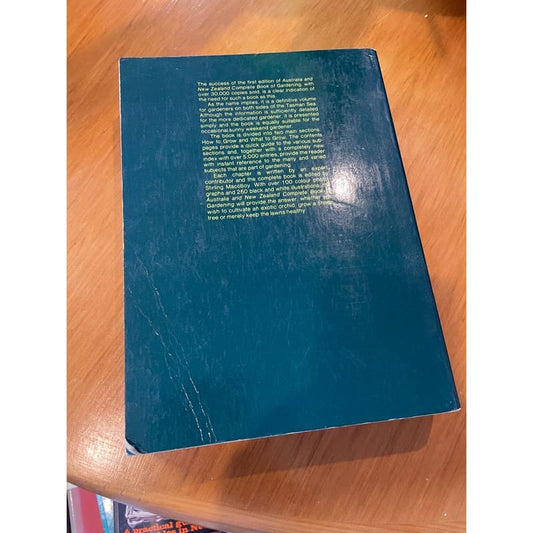 The success of the first edition of Australia and
New Zealand Complete Book of Gardening, with
over 30,000 copies sold, is a clear indication of
the need for such a book as this.
As the name implies, it is a definitive volume
for gardeners on both sides of the Tasman Sea.
Although the information is sufficiently detailed
for the more dedicated gardener, it is presented
simply and the book is equally suitable for the
occasional sunny weekend gardener.
The book is divided into two main sections,
How to Grow and What to Grow. The contents
pages provide a quick guide to the various sub-
sections and, together with a completely new
index with over 5,000 entries, provide the reader
with instant reference to the many and varied
subjects that are part of gardening.
Each chapter is written by an expert
contributor and the complete book is edited by
Stirling Macoboy. With over 100 colour photo-
graphs and 260 black and white illustrations,
Australia and New Zealand Complete Book
Gardening will provide the answer, whether
wish to cultivate an exotic orchid, grow a
tree or merely keep the lawns healthy.
A practical gu
les in N